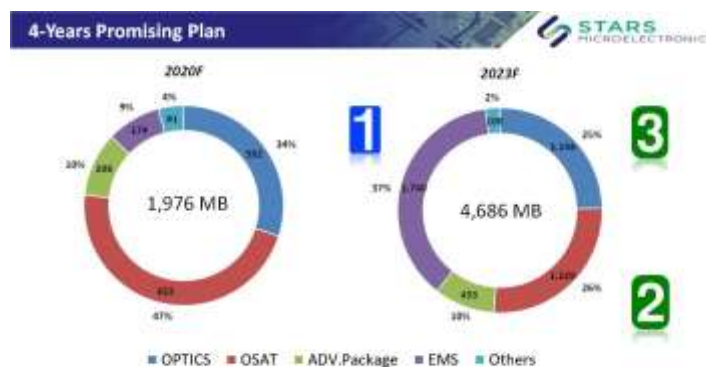 4-Years Promising Plan
STARS
MICROELECTRONIC
2020F
2023F
4%
9%
10%
34%
1,976 MB
47%
2%
1
3
25%
37%
4,686 MB
26%
10%
2
OPTICS OSAT ADV.Package EMS Others